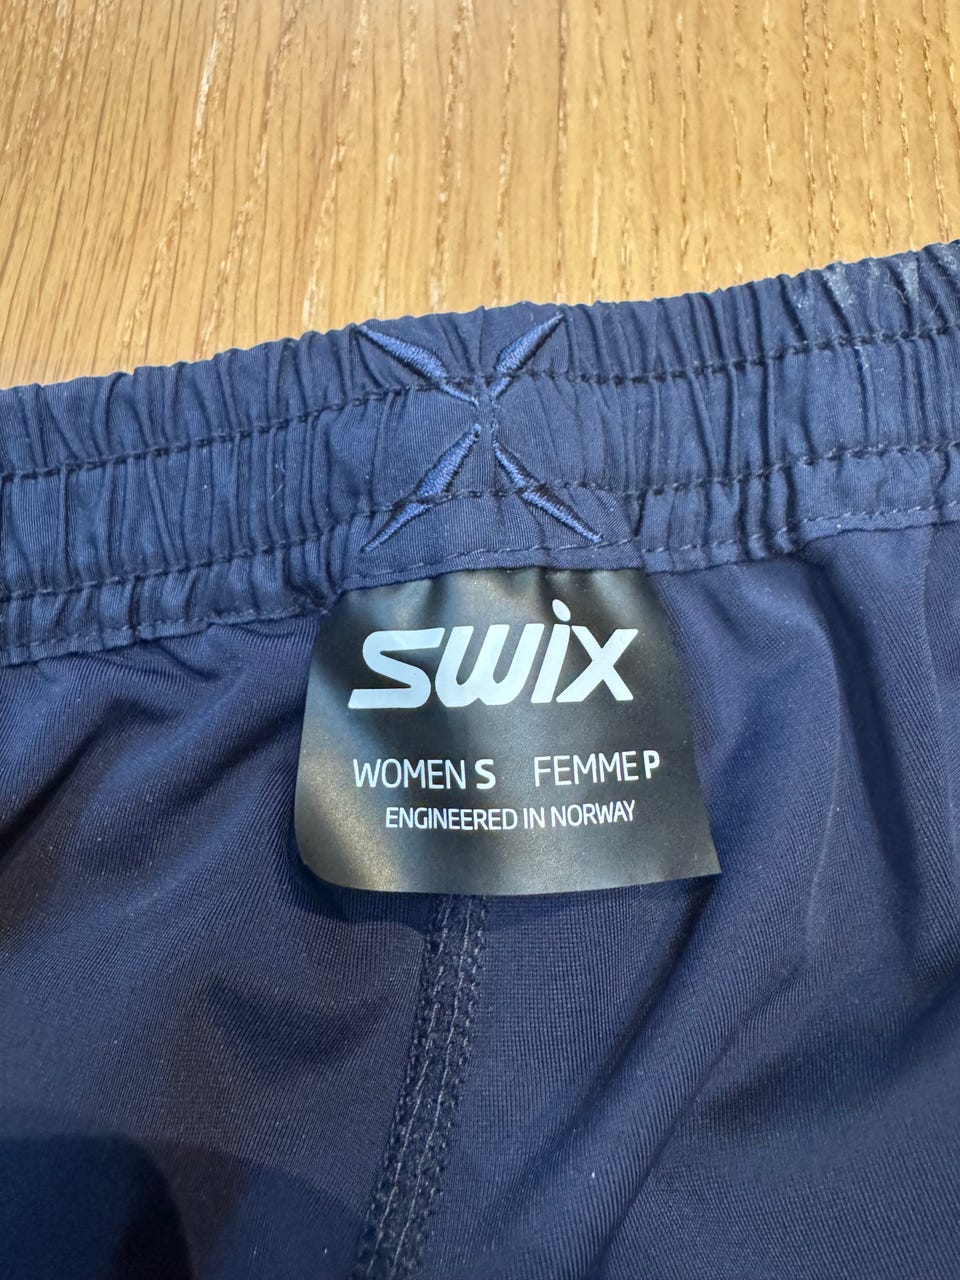 swix
WOMEN S FEMME P
ENGINEERED IN NORWAY